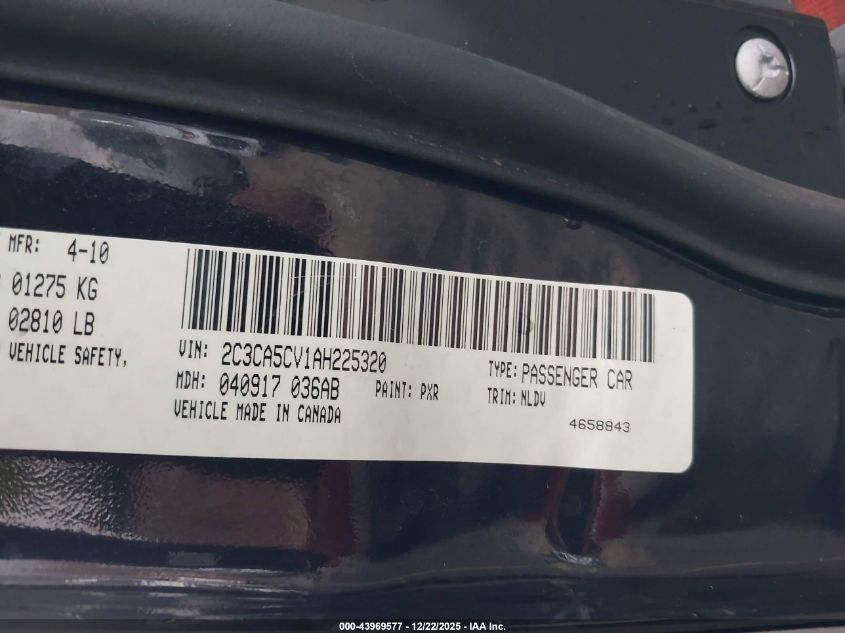 MFR: 4-10
01275 KG
02810 LB
VEHICLE SAFETY,
VIN: 2C3CA5CV1AH225320
TYPE: PASSENGER CAR
MDH: 040917 036AB
PAINT: PXR
TRIM: NLDV
VEHICLE MADE IN CANADA
4658843
000-43969577 - 12/22/2025 - IAA Inc.